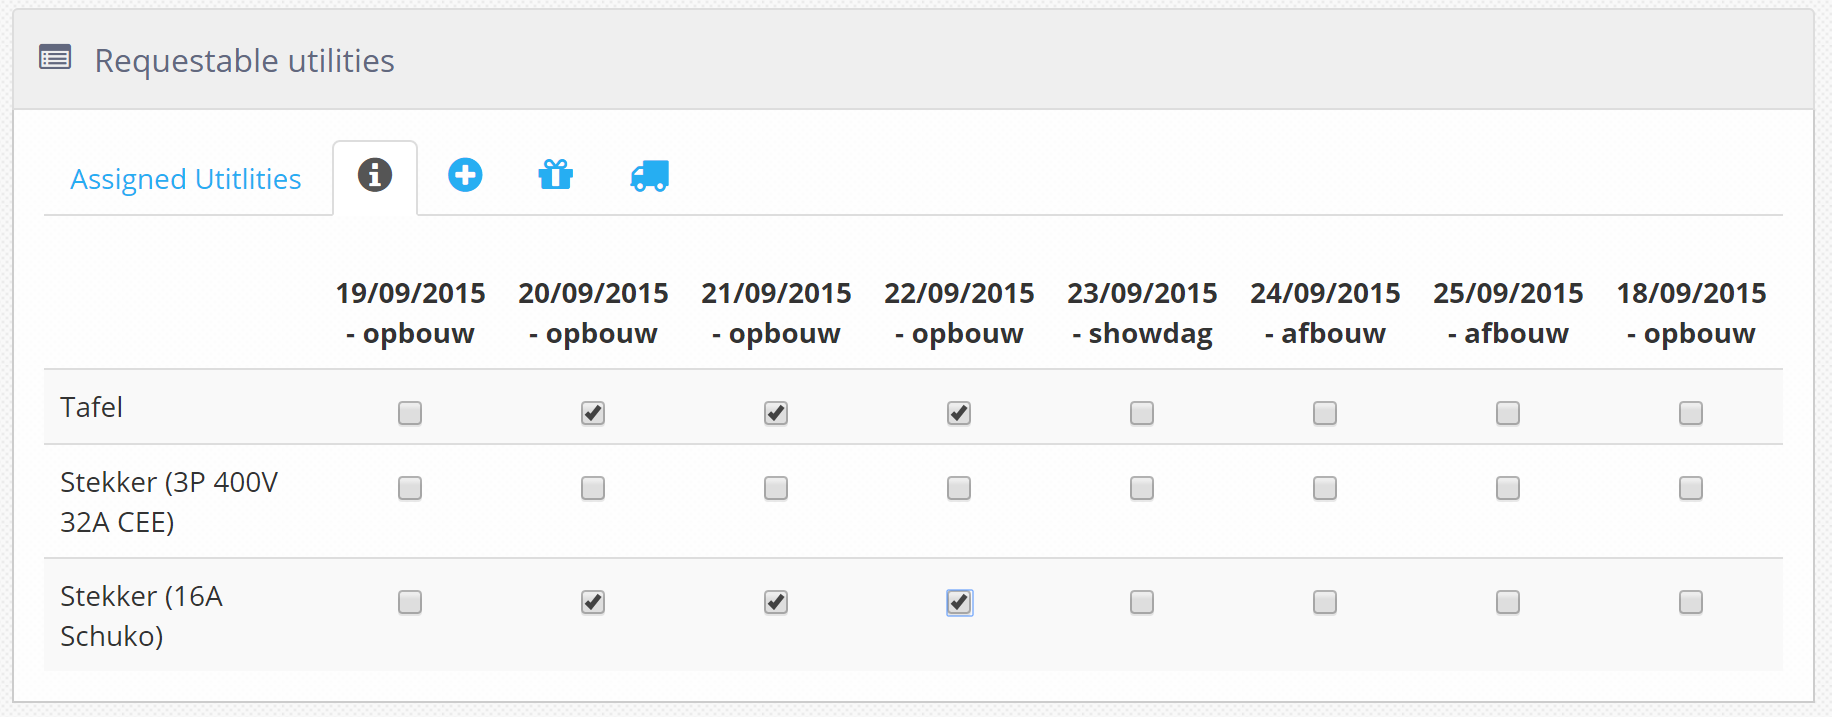 Requestable utilities
Assigned Utitlities
19/09/2015 20/09/2015 21/09/2015 22/09/2015 23/09/2015 24/09/2015 25/09/2015 18/09/2015
- opbouw - opbouw - opbouw - opbouw - showdag - afbouw - afbouw - opbouw
Tafel
Stekker (3P 400V
32A CEE)
Stekker (16A
Schuko)